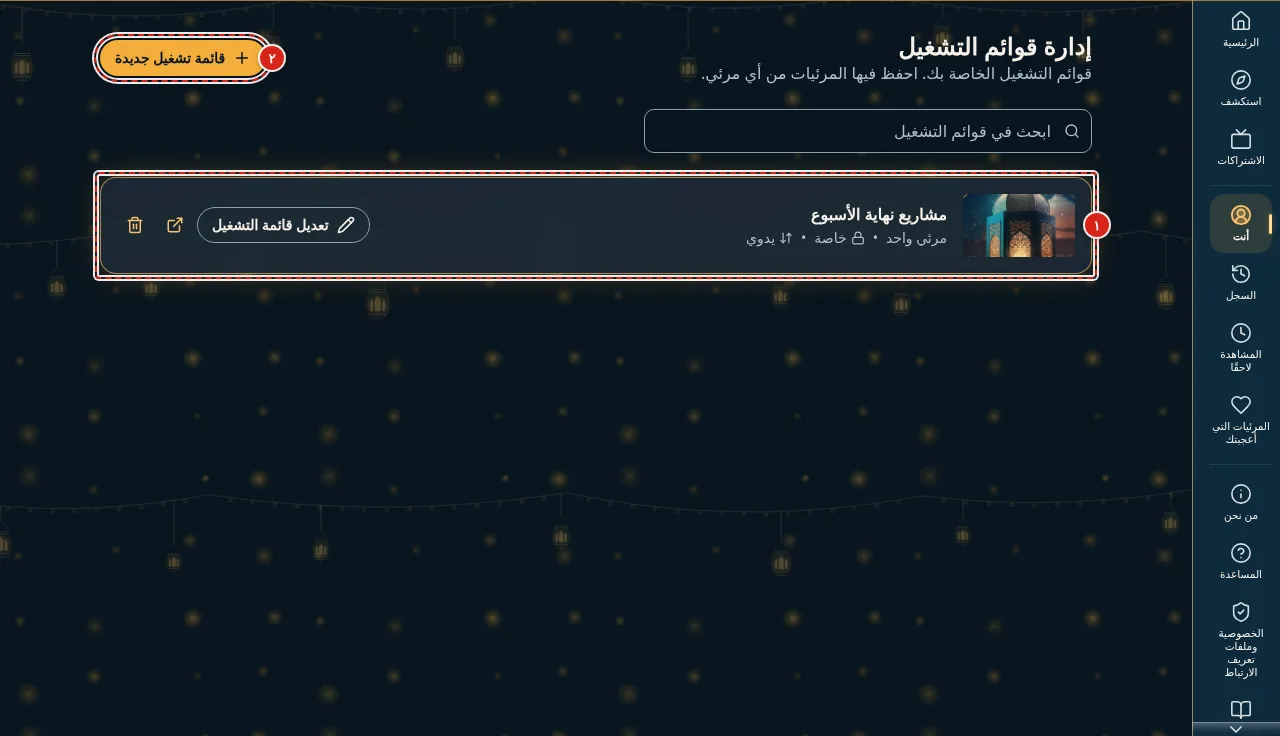 إدارة قوائم التشغيل
قوائم التشغيل الخاصة بك. احفظ فيها المرئيات من أي مرئي.
٢
قائمة تشغيل جديدة
ابحث في قوائم التشغيل
١
مشاريع نهاية الأسبوع
مرئي واحد • خاصة • يدوي
تعديل قائمة التشغيل
الرئيسية
استكشف
الاشتراكات
أنت
السجل
المشاهدة
لاحقًا
المرئيات التي
أعجبتك
من نحن
المساعدة
الخصوصية
وملفات
تعريف
الارتباط